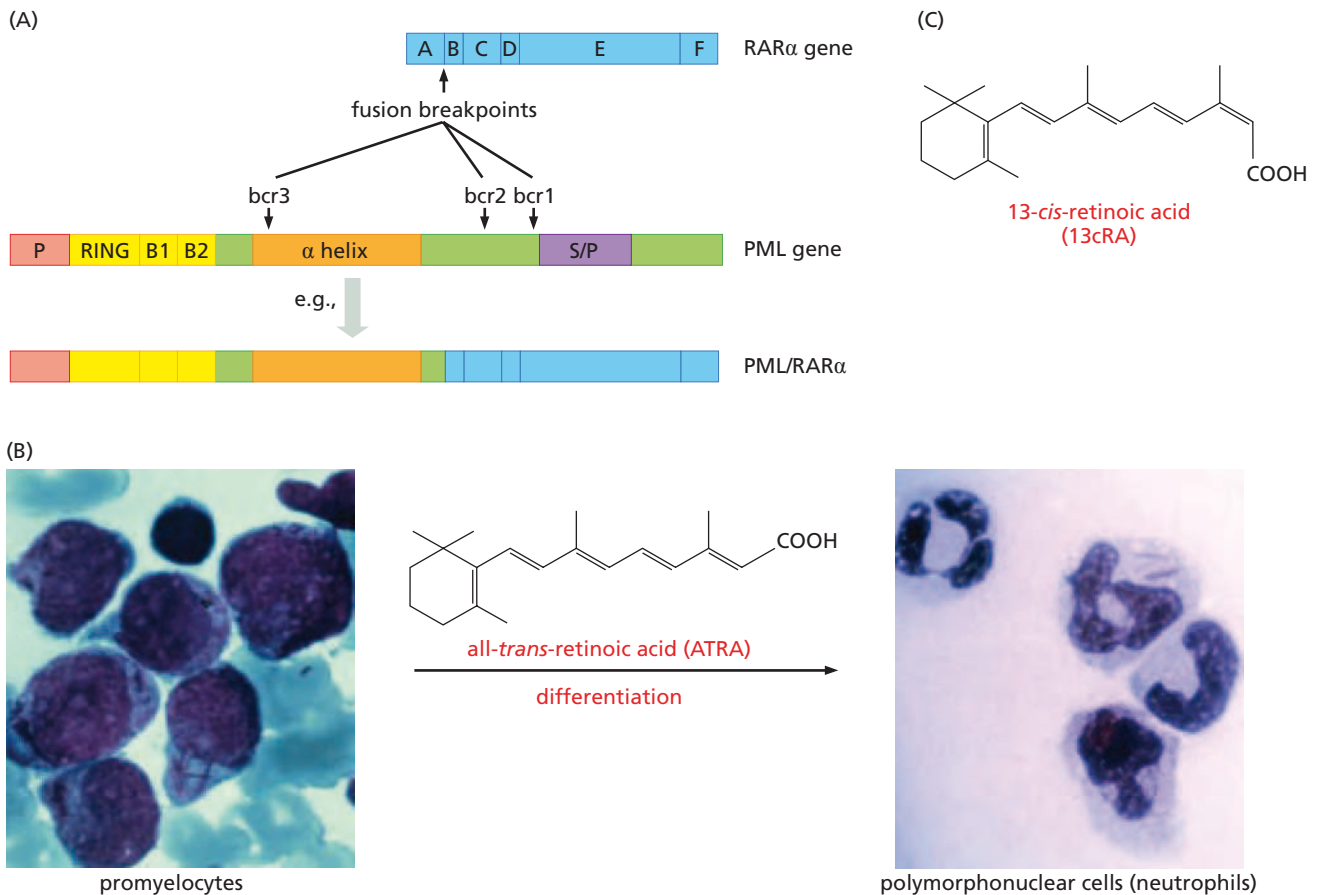 (A)
A B C D E F
RARα gene
fusion breakpoints
bcr3 bcr2 bcr1
P RING B1 B2 α helix S/P
PML gene
e.g.,
PML/RARα
(C)
COOH
13-cis-retinoic acid
(13cRA)
(B)
COOH
all-trans-retinoic acid (ATRA)
differentiation
promyelocytes
polymorphonuclear cells (neutrophils)